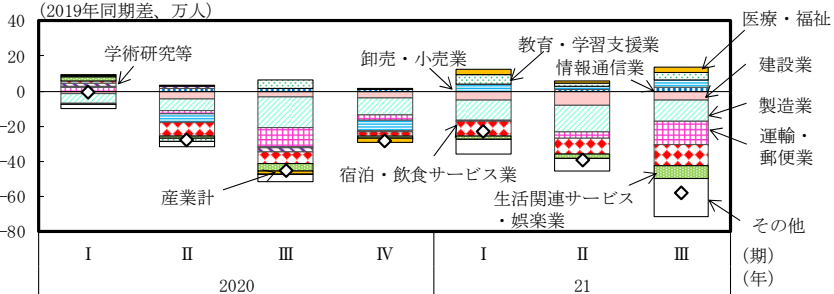 (2019年同期差、万人)
40
20
0
−20
−40
−60
−80
学術研究等
卸売・小売業
教育・学習支援業
情報通信業
医療・福祉
建設業
製造業
運輸・
郵便業
産業計
宿泊・飲食サービス業
生活関連サービス
・娯楽業
その他
Ⅰ Ⅱ Ⅲ Ⅳ Ⅰ Ⅱ Ⅲ (期)
2020 21 (年)